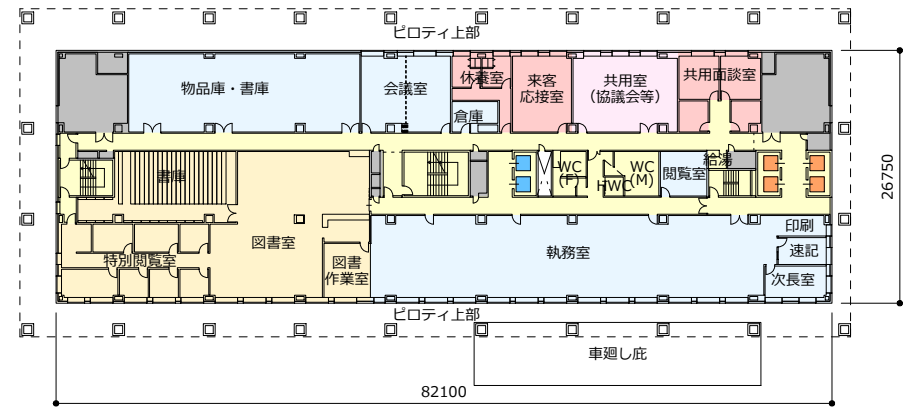 ピロティ上部
物品庫・書庫
会議室
休養室
倉庫
来客
応接室
共用室
（協議会等）
共用面談室
書庫
WC
(F)
HWC
WC
(M)
閲覧室
給湯
26750
特別閲覧室
図書室
図書
作業室
執務室
印刷
速記
次長室
ピロティ上部
車廻し庇
82100